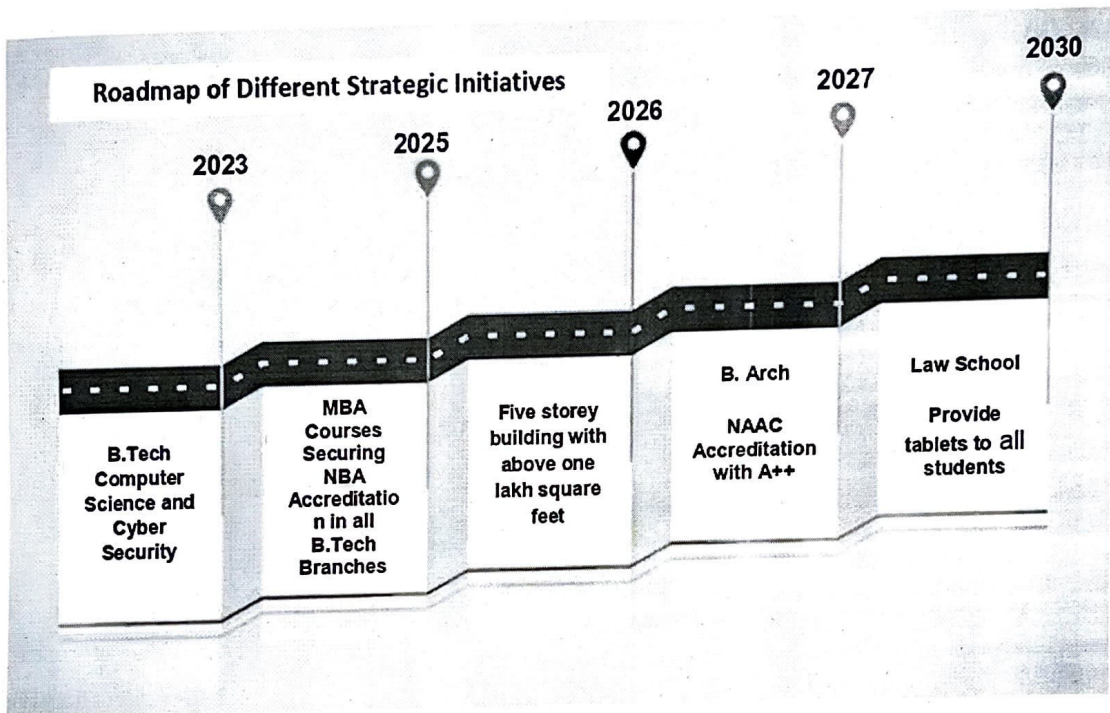 Roadmap of Different Strategic Initiatives
2023
2025
2026
2027
2030
B.Tech
Computer
Science and
Cyber
Security
MBA
Courses
Securing
NBA
Accreditatio
n in all
B.Tech
Branches
Five storey
building with
above one
lakh square
feet
B. Arch
NAAC
Accreditation
with A++
Law School
Provide
tablets to all
students